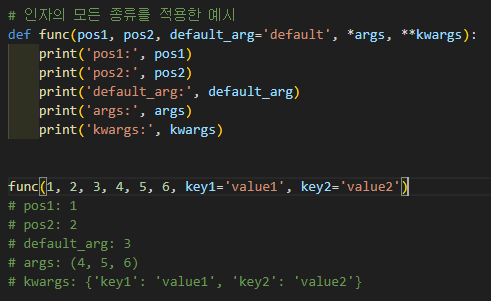 # 인자의 모든 종류를 적용한 예시
def func(pos1, pos2, default_arg='default', *args, **kwargs):
    print('pos1:', pos1)
    print('pos2:', pos2)
    print('default_arg:', default_arg)
    print('args:', args)
    print('kwargs:', kwargs)
func(1, 2, 3, 4, 5, 6, key1='value1', key2='value2')
# pos1: 1
# pos2: 2
# default_arg: 3
# args: (4, 5, 6)
# kwargs: {'key1': 'value1', 'key2': 'value2'}